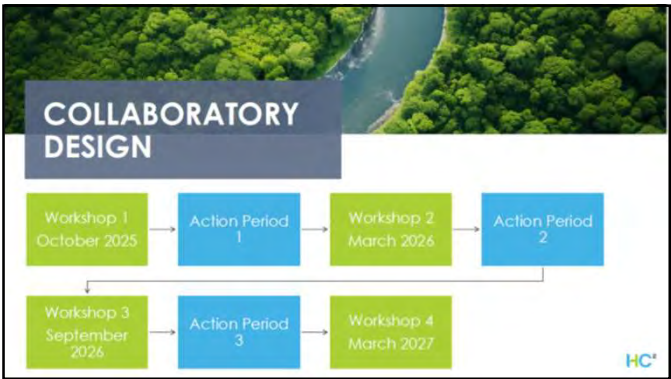 COLLABORATORY
DESIGN
Workshop 1
October 2025
Action Period
1
Workshop 2
March 2026
Action Period
2
Workshop 3
September
2026
Action Period
3
Workshop 4
March 2027
HC²